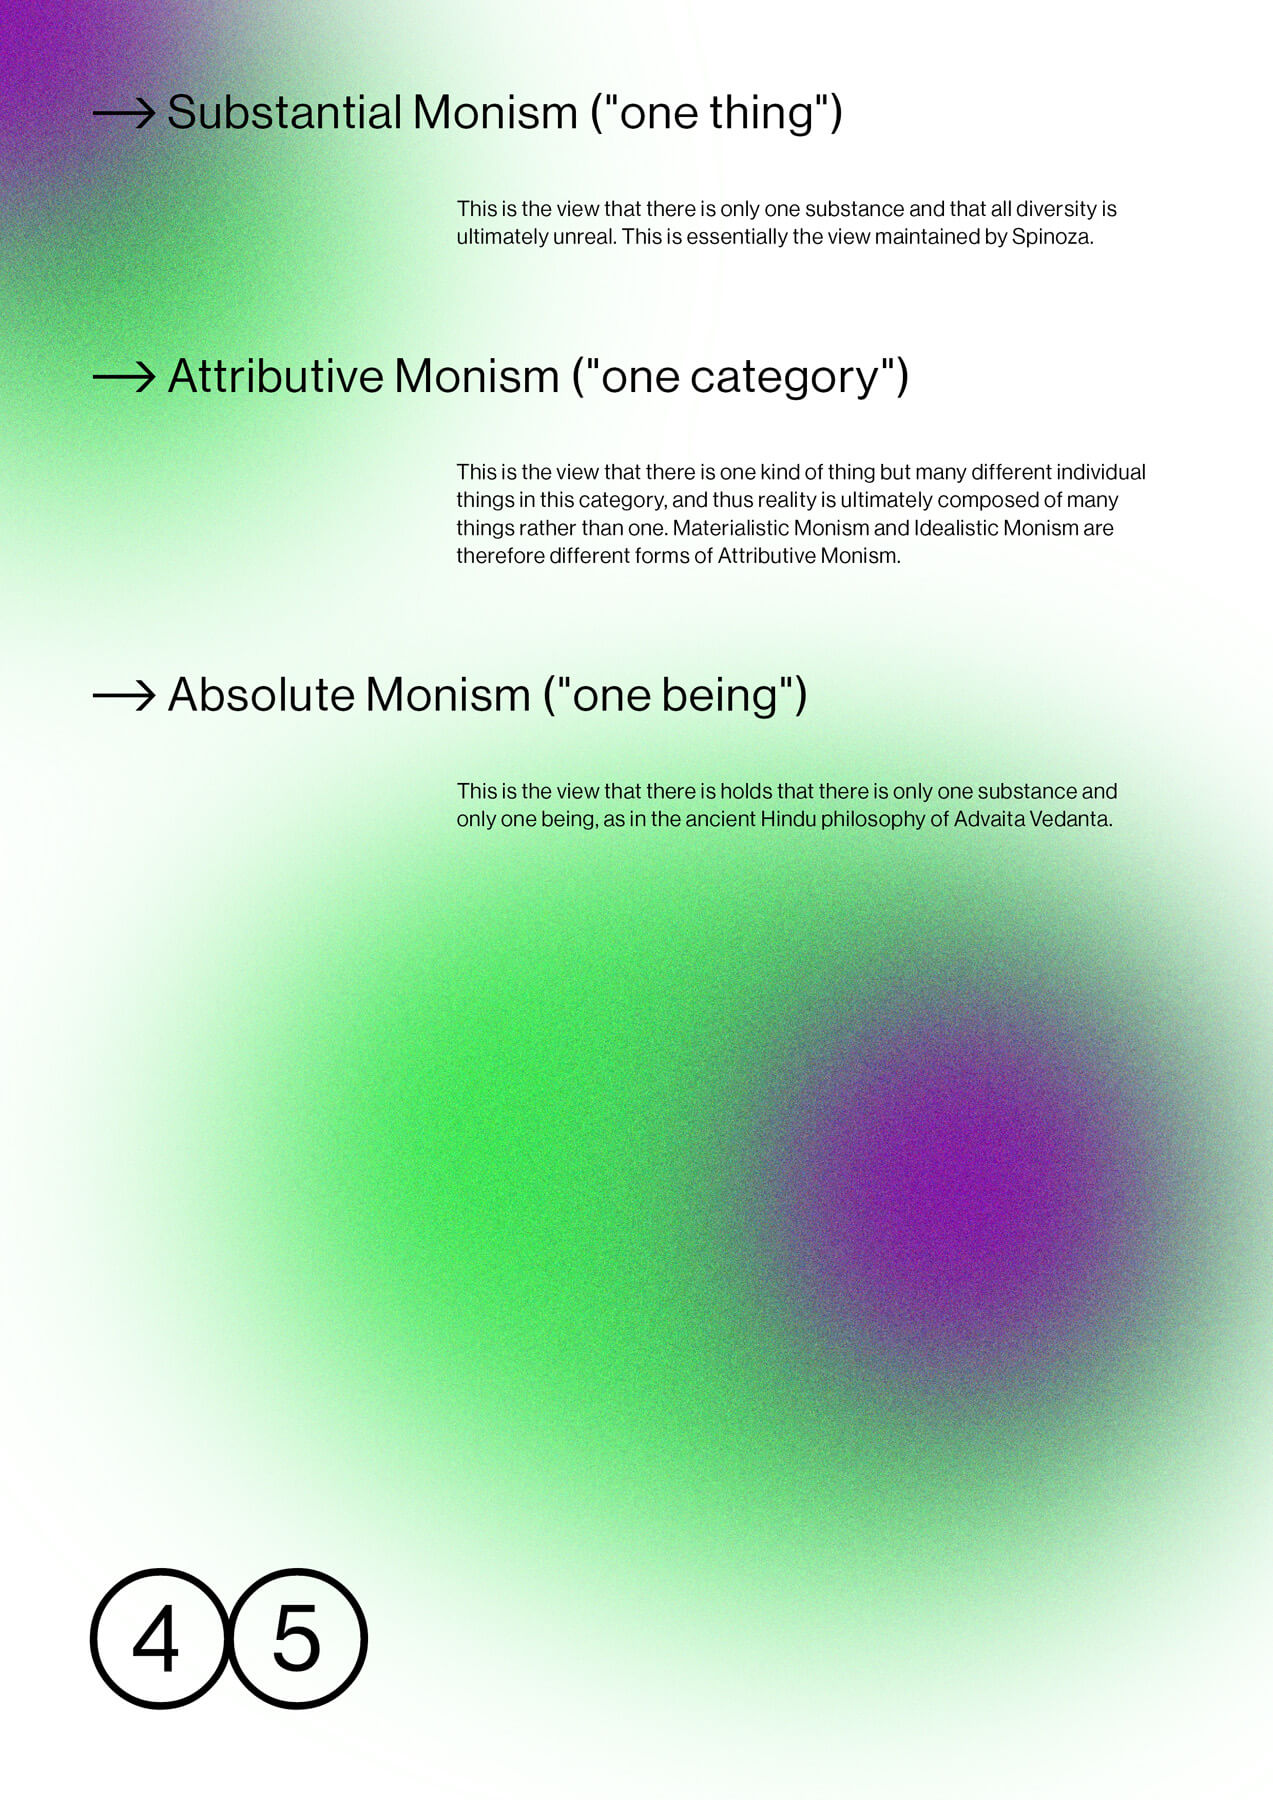 → Substantial Monism ("one thing")
This is the view that there is only one substance and that all diversity is
ultimately unreal. This is essentially the view maintained by Spinoza.
→ Attributive Monism ("one category")
This is the view that there is one kind of thing but many different individual
things in this category, and thus reality is ultimately composed of many
things rather than one. Materialistic Monism and Idealistic Monism are
therefore different forms of Attributive Monism.
→ Absolute Monism ("one being")
This is the view that there is holds that there is only one substance and
only one being, as in the ancient Hindu philosophy of Advaita Vedanta.
4 5